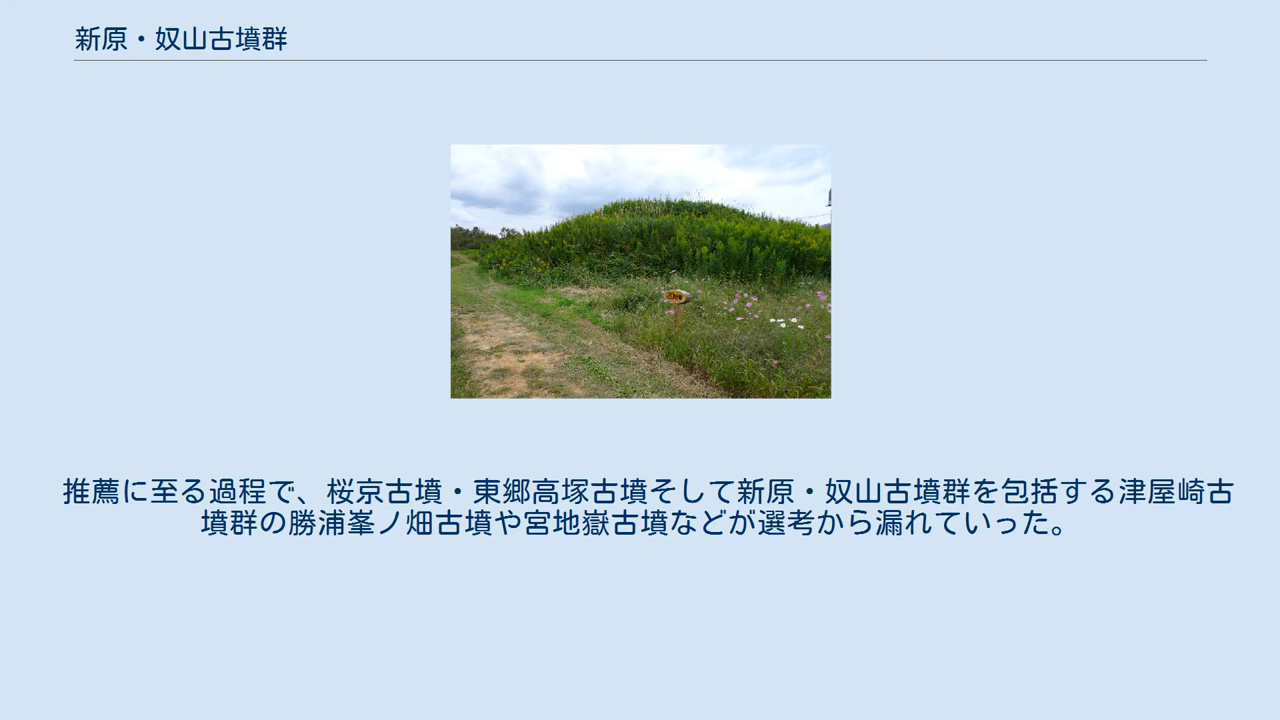 新原・奴山古墳群
推薦に至る過程で、桜京古墳・東郷高塚古墳そして新原・奴山古墳群を包括する津屋崎古
墳群の勝浦峯ノ畑古墳や宮地嶽古墳などが選考から漏れていった。